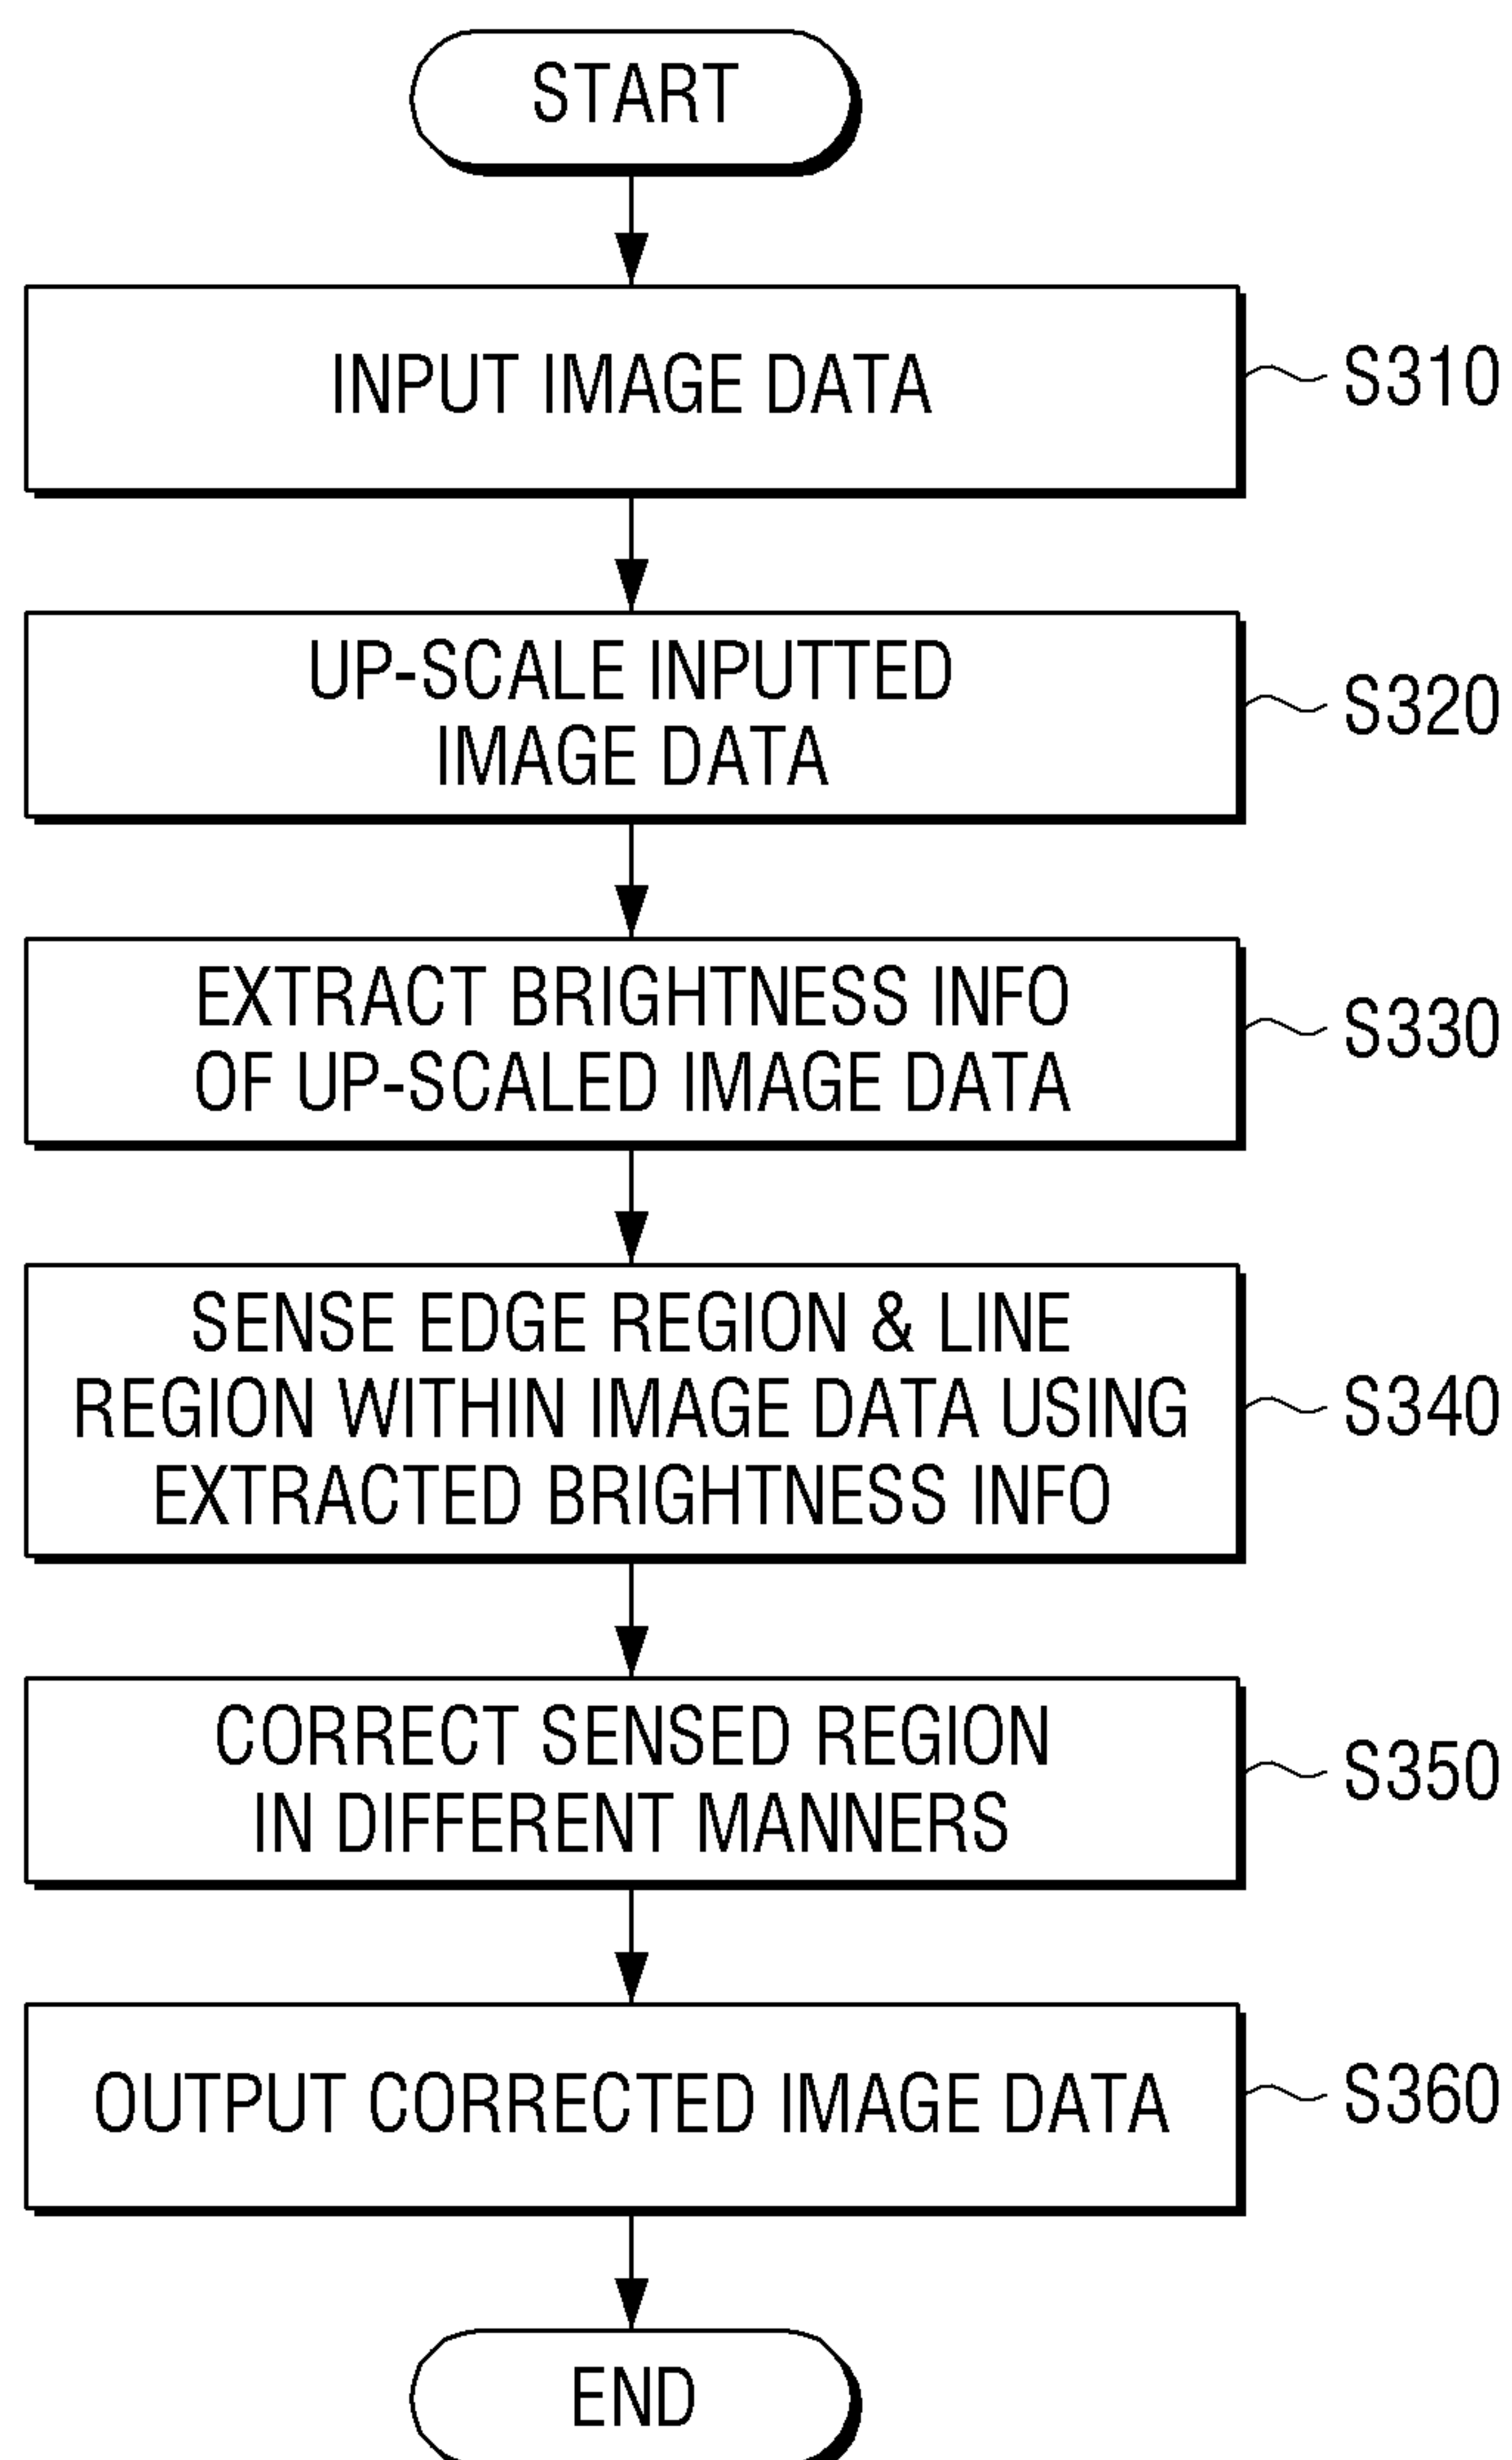 START
INPUT IMAGE DATA
S310
UP-SCALE INPUTTED
IMAGE DATA
S320
EXTRACT BRIGHTNESS INFO
OF UP-SCALED IMAGE DATA
S330
SENSE EDGE REGION & LINE
REGION WITHIN IMAGE DATA USING
EXTRACTED BRIGHTNESS INFO
S340
CORRECT SENSED REGION
IN DIFFERENT MANNERS
S350
OUTPUT CORRECTED IMAGE DATA
S360
END